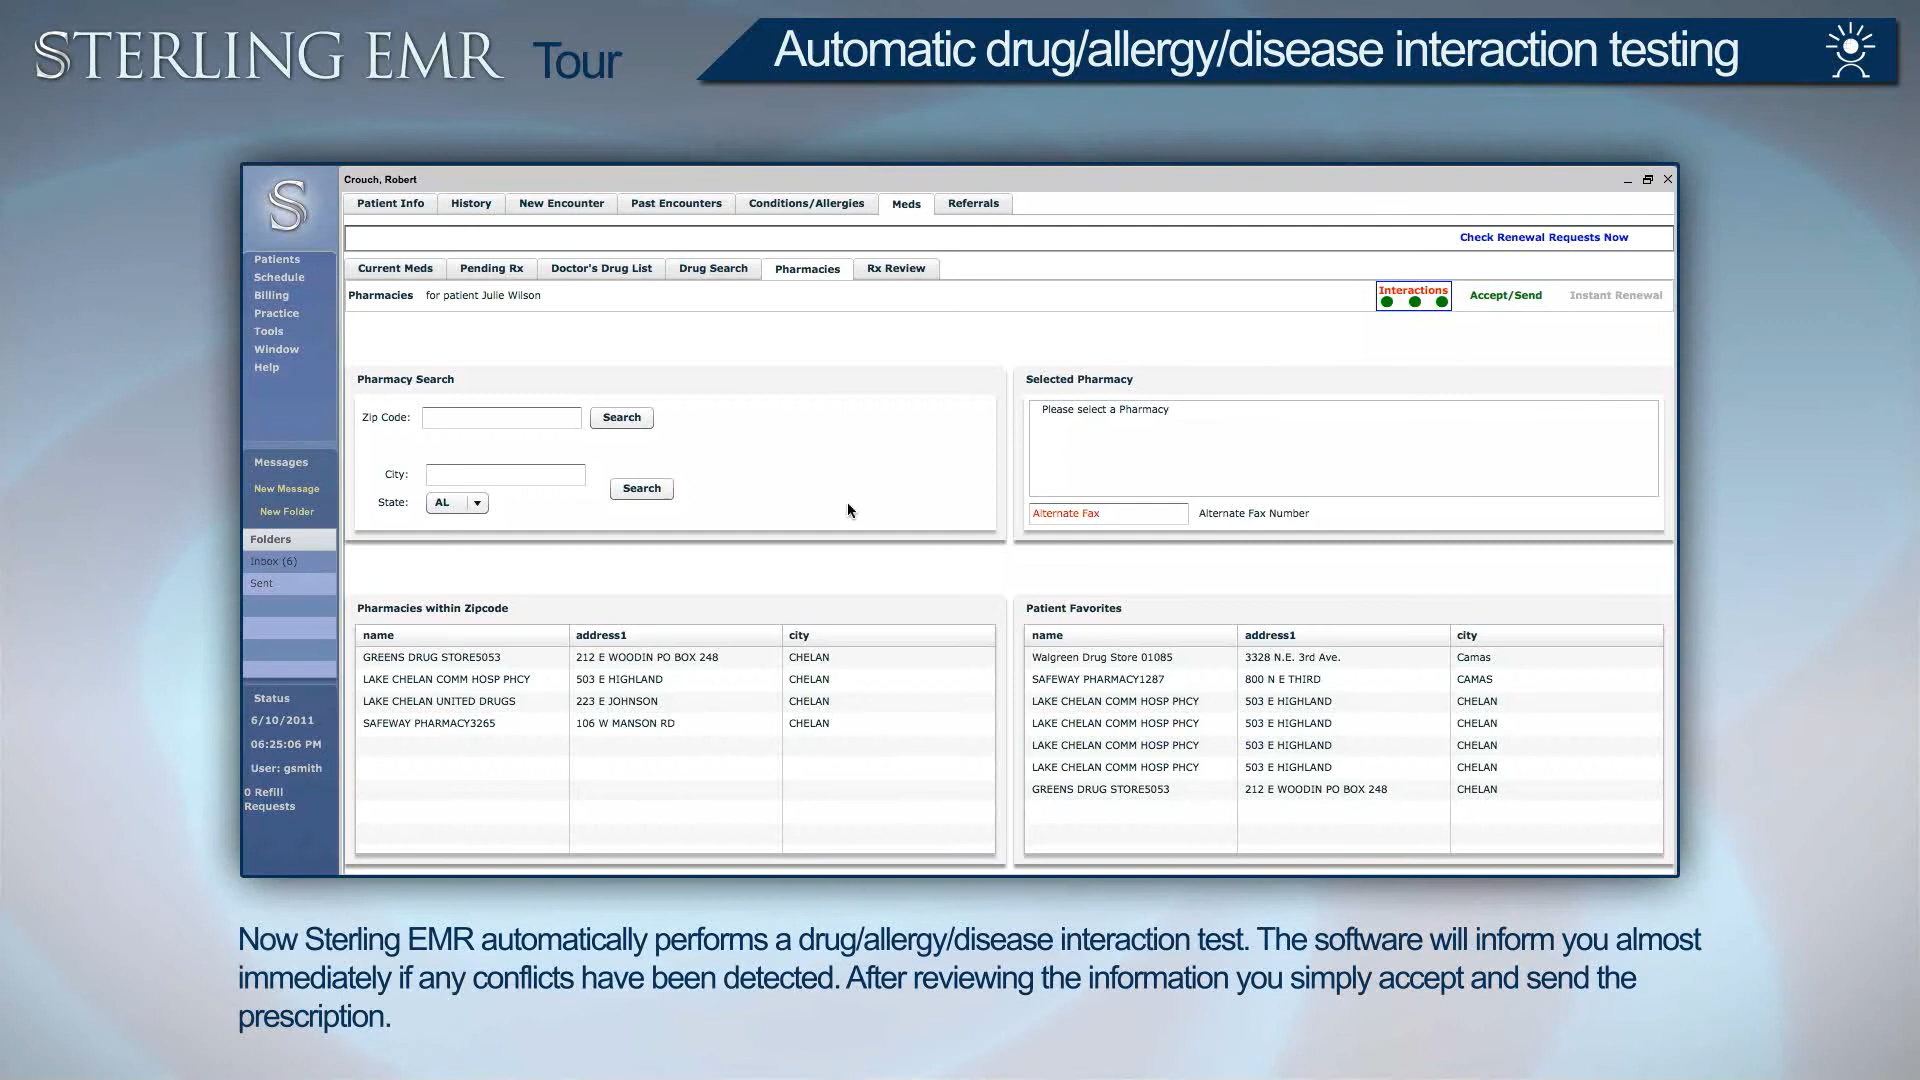 STERLING EMR Tour
Automatic drug/allergy/disease interaction testing
S
Crouch, Robert
Patient Info History New Encounter Past Encounters Conditions/Allergies Meds Referrals
Check Renewal Requests Now
Current Meds Pending Rx Doctor's Drug List Drug Search Pharmacies Rx Review
Pharmacies for patient Julie Wilson
Interactions
Accept/Send Instant Renewal
Patients
Schedule
Billing
Practice
Tools
Window
Help
Messages
New Message
New Folder
Folders
Inbox (6)
Sent
Status
6/10/2011
06:25:06 PM
User: gsmith
0 Refill
Requests
Pharmacy Search
Zip Code: Search
City:
Search
State: AL
Selected Pharmacy
Please select a Pharmacy
Alternate Fax Alternate Fax Number
Pharmacies within Zipcode
name address1 city
GREENS DRUG STORE5053 212 E WOODIN PO BOX 248 CHELAN
LAKE CHELAN COMM HOSP PHCY 503 E HIGHLAND CHELAN
LAKE CHELAN UNITED DRUGS 223 E JOHNSON CHELAN
SAFEWAY PHARMACY3265 106 W MANSON RD CHELAN
Patient Favorites
name address1 city
Walgreen Drug Store 01085 3328 N.E. 3rd Ave. Camas
SAFEWAY PHARMACY1287 800 N E THIRD CAMAS
LAKE CHELAN COMM HOSP PHCY 503 E HIGHLAND CHELAN
LAKE CHELAN COMM HOSP PHCY 503 E HIGHLAND CHELAN
LAKE CHELAN COMM HOSP PHCY 503 E HIGHLAND CHELAN
LAKE CHELAN COMM HOSP PHCY 503 E HIGHLAND CHELAN
GREENS DRUG STORE5053 212 E WOODIN PO BOX 248 CHELAN
Now Sterling EMR automatically performs a drug/allergy/disease interaction test. The software will inform you almost
immediately if any conflicts have been detected. After reviewing the information you simply accept and send the
prescription.